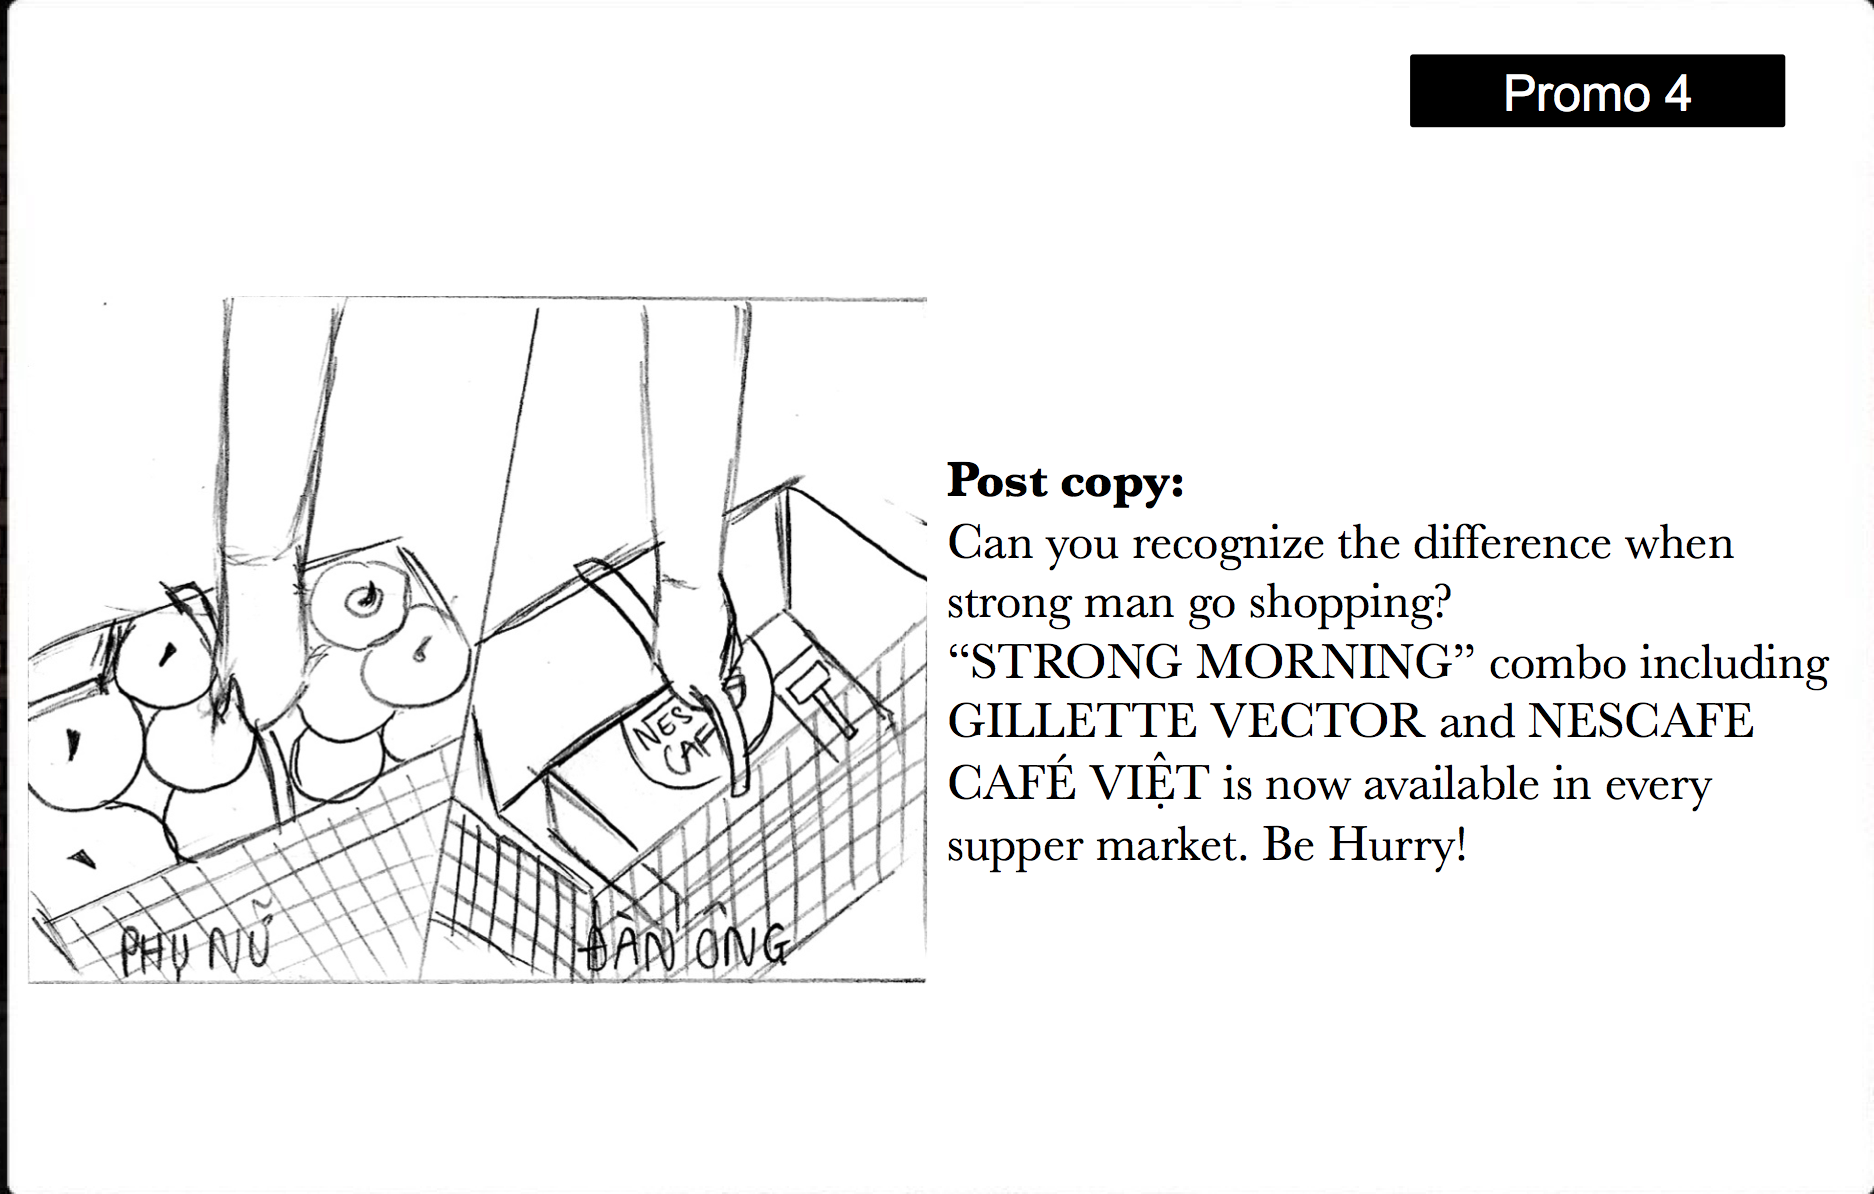 Promo 4
Post copy:
Can you recognize the difference when
strong man go shopping?
“STRONG MORNING” combo including
GILLETTE VECTOR and NESCAFE
CAFÉ VIỆT is now available in every
supper market. Be Hurry!
NES
CAF
PHỤ NỮ
ĐÀN ÔNG